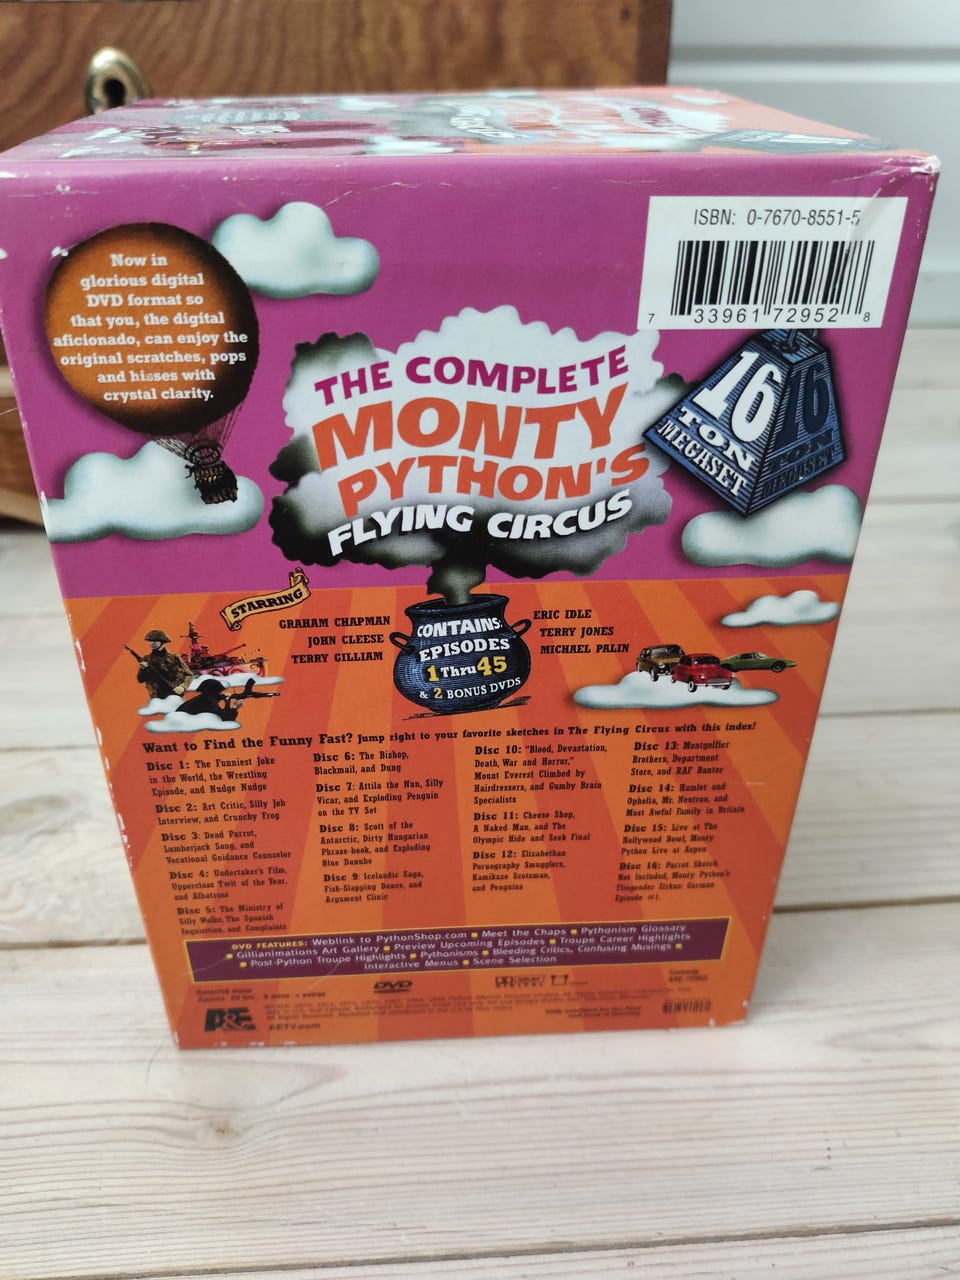 ISBN: 0-7670-8551-5
7 33961 72952 8
Now in
glorious digital
DVD format so
that you, the digital
aficionado, can enjoy the
original scratches, pops
and hisses with
crystal clarity.
THE COMPLETE
MONTY
PYTHON'S
FLYING CIRCUS
16
TON
MEGASET
16
TON
MEGASET
STARRING
GRAHAM CHAPMAN
JOHN CLEESE
TERRY GILLIAM
CONTAINS:
EPISODES
1 Thru 45
& 2 BONUS DVDs
ERIC IDLE
TERRY JONES
MICHAEL PALIN
Want to Find the Funny Fast? Jump right to your favorite sketches in The Flying Circus with this index!
Disc 1: The Funniest Joke
in the World, the Wrestling
Episode, and Nudge Nudge
Disc 2: Art Critic, Silly Job
Interview, and Crunchy Frog
Disc 3: Dead Parrot,
Lumberjack Song, and
Vocational Guidance Counselor
Disc 4: Undertaker's Film,
Upperclass Twit of the Year,
and Albatross
Disc 5: The Ministry of
Silly Walks, The Spanish
Inquisition, and Complaints
Disc 6: The Bishop,
Blackmail, and Dung
Disc 7: Attila the Nun, Silly
Vicar, and Exploding Penguin
on the TV Set
Disc 8: Scott of the
Antarctic, Dirty Hungarian
Phrase-book, and Exploding
Blue Danube
Disc 9: Icelandic Saga,
Fish-Slapping Dance, and
Argument Clinic
Disc 10: "Blood, Devastation,
Death, War and Horror,"
Mount Everest Climbed by
Hairdressers, and Gumby Brain
Specialists
Disc 11: Cheese Shop,
A Naked Man, and The
Olympic Hide and Seek Final
Disc 12: Elizabethan
Pornography Smugglers,
Kamikaze Scotsman,
and Penguins
Disc 13: Montgolfier
Brothers, Department
Store, and RAF Banter
Disc 14: Hamlet and
Ophelia, Mr. Neutron, and
Most Awful Family in Britain
Disc 15: Live at The
Hollywood Bowl, Monty
Python Live at Aspen
Disc 16: Parrot Sketch
Not Included, Monty Python's
Fliegender Zirkus: German
Episode #1.
DVD FEATURES: Weblink to PythonShop.com ▪ Meet the Chaps ▪ Pythonism Glossary
▪ Gillianimations Art Gallery ▪ Preview Upcoming Episodes ▪ Troupe Career Highlights
▪ Post-Python Troupe Highlights ▪ Pythonisms ▪ Bleeding Critics, Confusing Musings ▪
Interactive Menus ▪ Scene Selection
Color/16 Discs
+ extras
DVD
Comedy
AAE-72952
A&E
AETV.com
NEWVIDEO